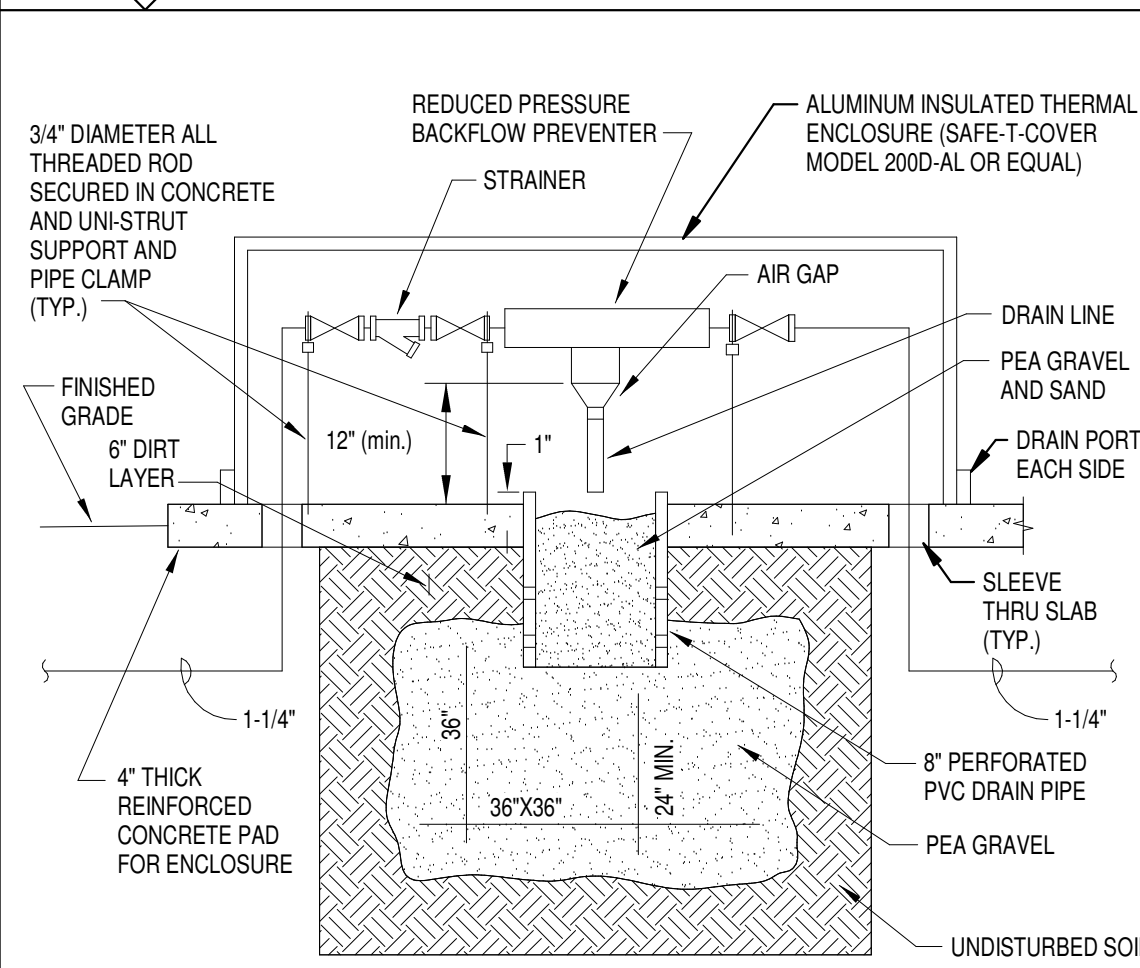 REDUCED PRESSURE
BACKFLOW PREVENTER
ALUMINUM INSULATED THERMAL
ENCLOSURE (SAFE-T-COVER
MODEL 200D-AL OR EQUAL)
3/4" DIAMETER ALL
THREADED ROD
SECURED IN CONCRETE
AND UNI-STRUT
SUPPORT AND
PIPE CLAMP
(TYP.)
STRAINER
AIR GAP
DRAIN LINE
PEA GRAVEL
AND SAND
FINISHED
GRADE
6" DIRT
LAYER
12" (min.)
1"
DRAIN PORT
EACH SIDE
SLEEVE
THRU SLAB
(TYP.)
1-1/4"
1-1/4"
36"
36"X36"
24" MIN.
4" THICK
REINFORCED
CONCRETE PAD
FOR ENCLOSURE
8" PERFORATED
PVC DRAIN PIPE
PEA GRAVEL
UNDISTURBED SOI